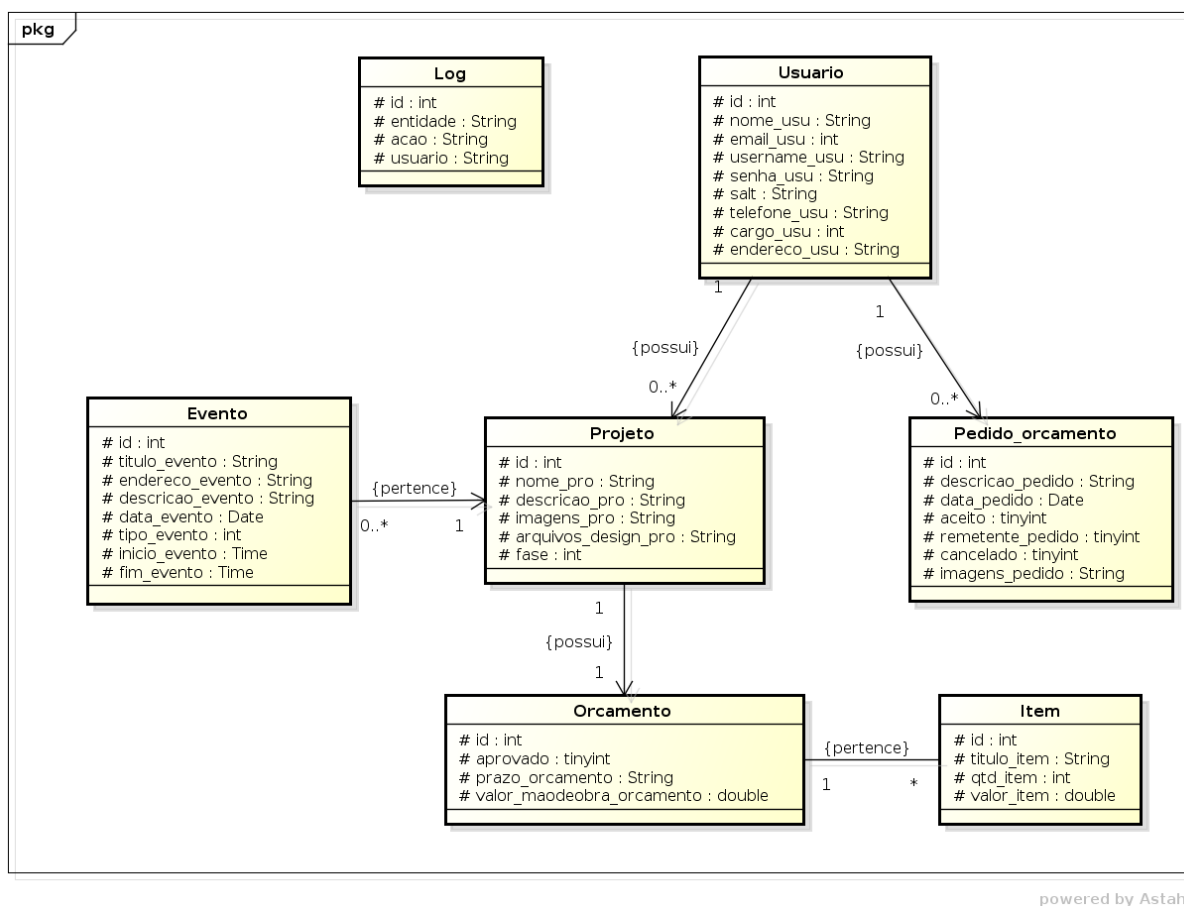 pkg
Log
# id : int
# entidade : String
# acao : String
# usuario : String
Usuario
# id : int
# nome_usu : String
# email_usu : int
# username_usu : String
# senha_usu : String
# salt : String
# telefone_usu : String
# cargo_usu : int
# endereco_usu : String
1
{possui}
0..*
1
{possui}
0..*
Evento
# id : int
# titulo_evento : String
# endereco_evento : String
# descricao_evento : String
# data_evento : Date
# tipo_evento : int
# inicio_evento : Time
# fim_evento : Time
{pertence}
0..*
1
Projeto
# id : int
# nome_pro : String
# descricao_pro : String
# imagens_pro : String
# arquivos_design_pro : String
# fase : int
Pedido_orcamento
# id : int
# descricao_pedido : String
# data_pedido : Date
# aceito : tinyint
# remetente_pedido : tinyint
# cancelado : tinyint
# imagens_pedido : String
1
{possui}
1
Orcamento
# id : int
# aprovado : tinyint
# prazo_orcamento : String
# valor_maodeobra_orcamento : double
{pertence}
1
*
Item
# id : int
# titulo_item : String
# qtd_item : int
# valor_item : double
powered by Astah